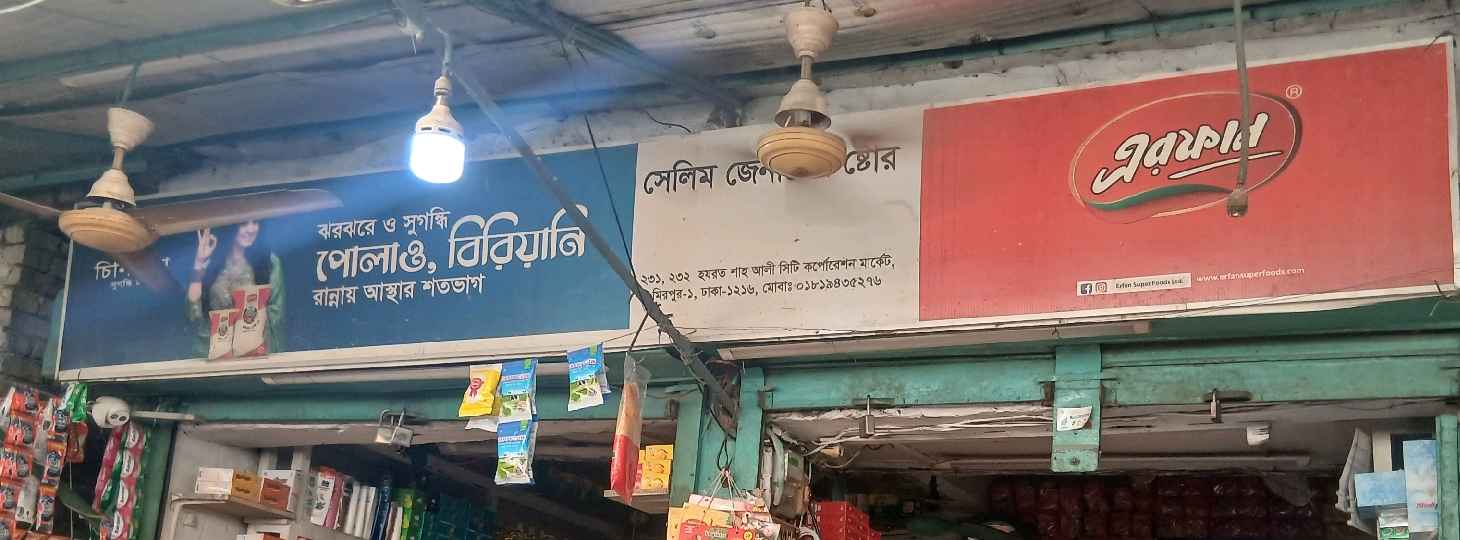 ঝরঝরে ও সুগন্ধি
পোলাও, বিরিয়ানি
রান্নায় আস্থার শতভাগ
সেলিম ষ্টোর
২৩১, ২৩২ হযরত শাহ আলী সিটি কর্পোরেশন মার্কেট,
মিরপুর-১, ঢাকা-১২১৬, মোবাঃ ০১৮১৯৪৩৫২৭৬
এরফান
®
Erfan SuperFoods Ltd.
www.erfansuperfoods.com